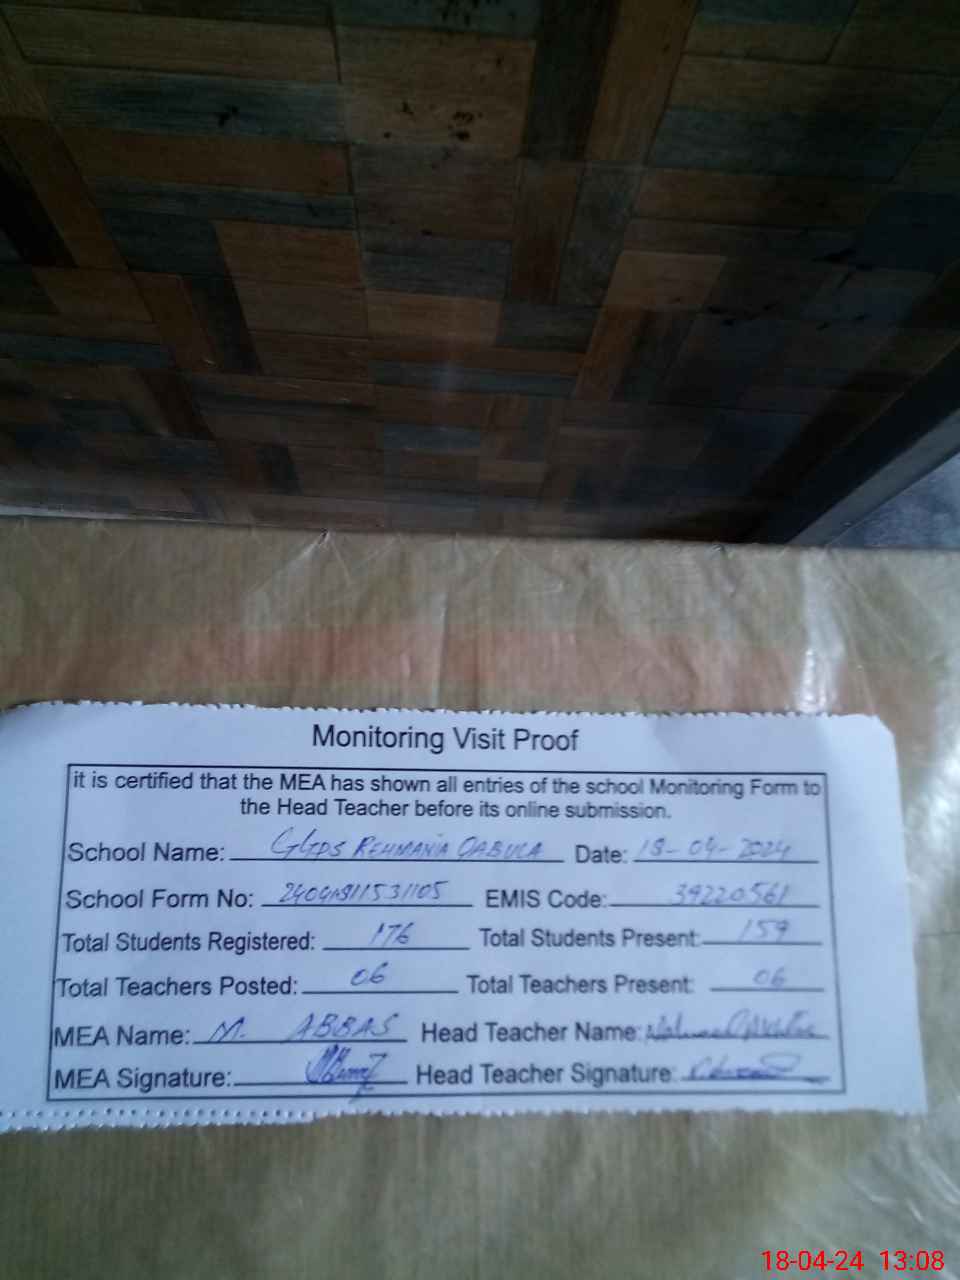 Monitoring Visit Proof
it is certified that the MEA has shown all entries of the school Monitoring Form to
the Head Teacher before its online submission.
School Name: GGPS REHMANIA QABULA Date: 18-04-2024
School Form No: EMIS Code: 39220561
Total Students Registered: 176 Total Students Present: 159
Total Teachers Posted: 06 Total Teachers Present: 06
MEA Name: M. ABBAS Head Teacher Name:
MEA Signature: Head Teacher Signature:
18-04-24 13:08